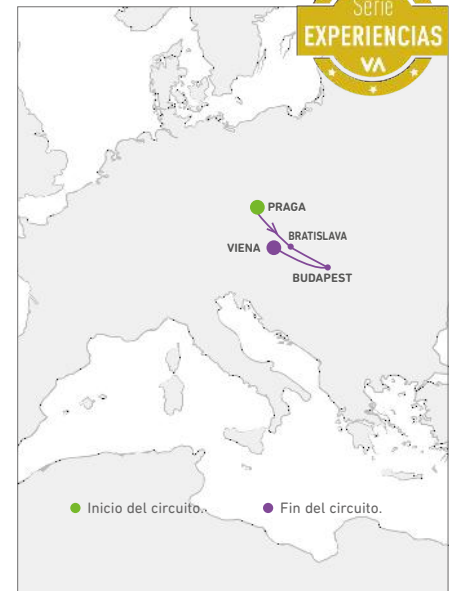 Serie
EXPERIENCIAS
VA
PRAGA
BRATISLAVA
VIENA
BUDAPEST
Inicio del circuito.
Fin del circuito.